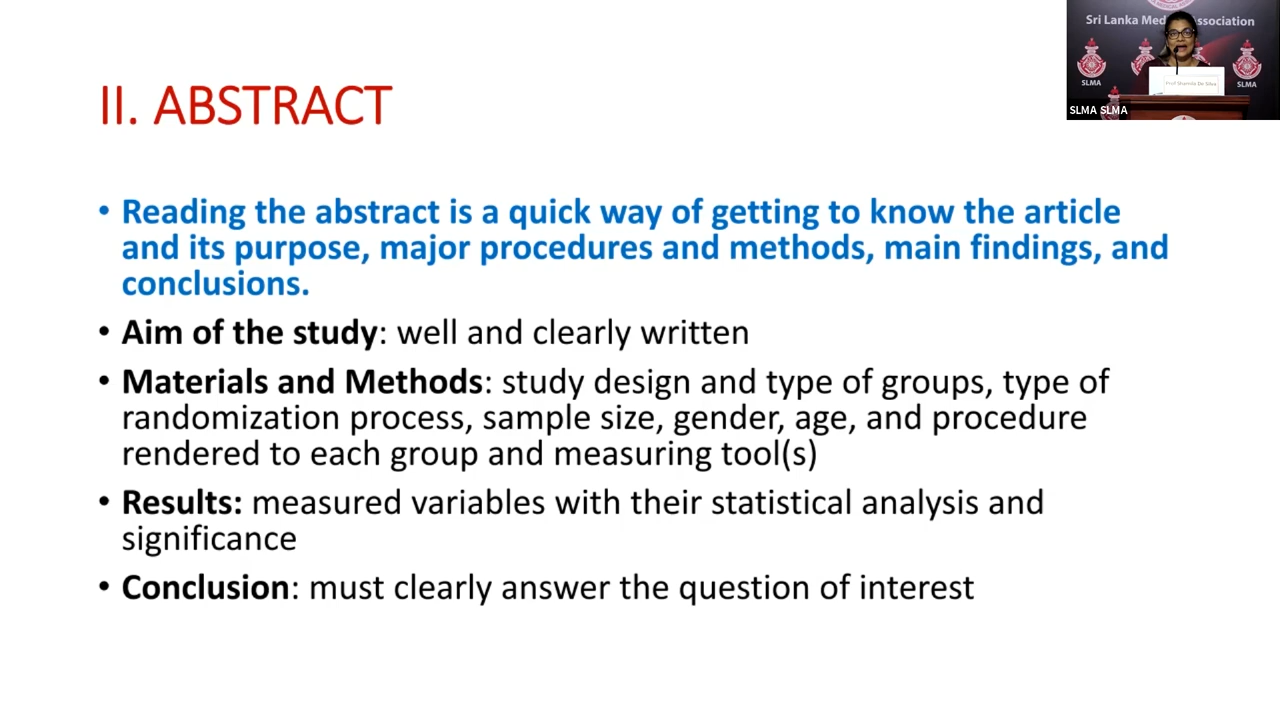 Sri Lanka Med ssociation
SLMA
SLMA
SLMA SLMA
II. ABSTRACT
• Reading the abstract is a quick way of getting to know the article
and its purpose, major procedures and methods, main findings, and
conclusions.
• Aim of the study: well and clearly written
• Materials and Methods: study design and type of groups, type of
randomization process, sample size, gender, age, and procedure
rendered to each group and measuring tool(s)
• Results: measured variables with their statistical analysis and
significance
• Conclusion: must clearly answer the question of interest